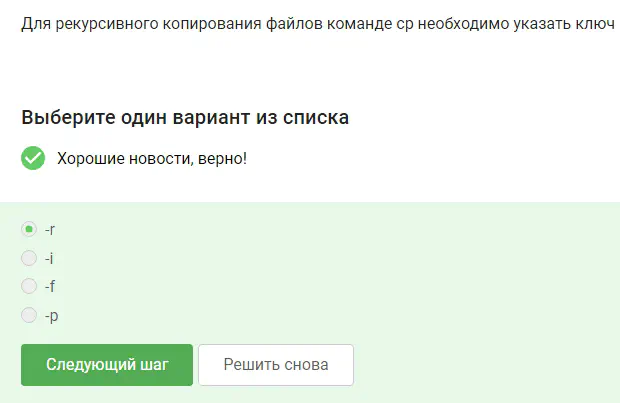 Для рекурсивного копирования файлов команде cp необходимо указать ключ
Выберите один вариант из списка
Хорошие новости, верно!
-r
-i
-f
-p
Следующий шаг
Решить снова